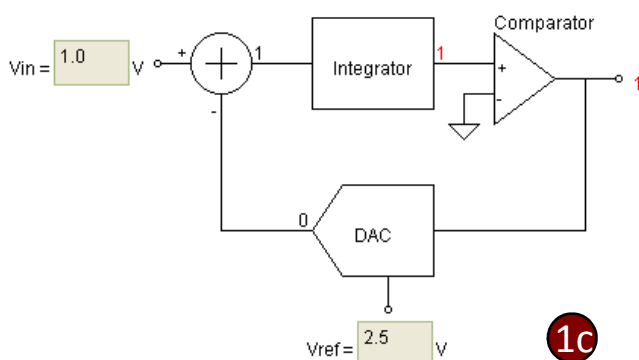 Comparator
Vin = 1.0 V
+
1
Integrator
1
+
-
1
-
0
DAC
Vref = 2.5 V
1c